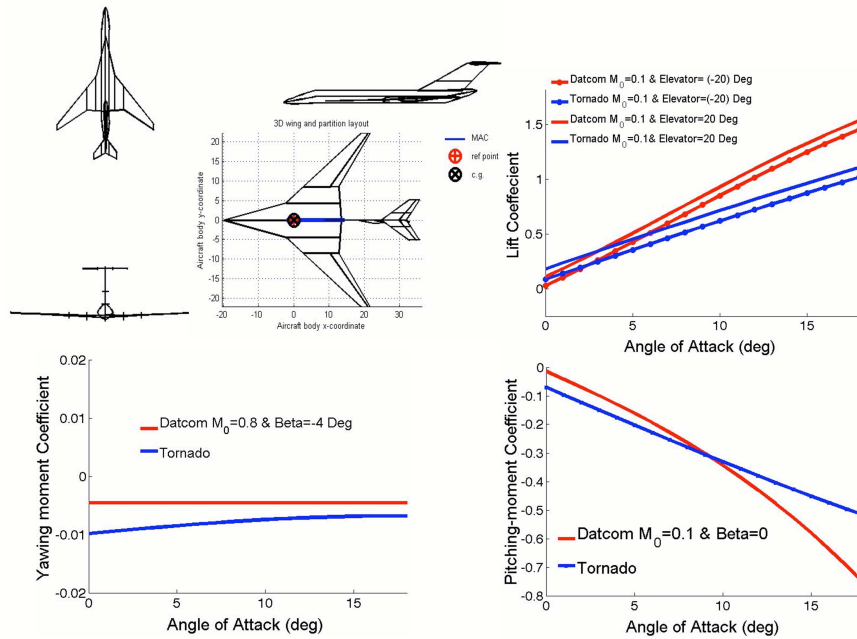 3D wing and partition layout
MAC
ref point
c.g.
20
15
10
5
0
-5
-10
-15
-20
Aircraft body y-coordinate
-20 -10 0 10 20 30
Aircraft body x-coordinate
Datcom M0=0.1 & Elevator= (-20) Deg
Tornado M0=0.1 & Elevator=(-20) Deg
Datcom M0=0.1 & Elevator=20 Deg
Tornado M0=0.1& Elevator=20 Deg
1.5
1
0.5
0
Lift Coeffecient
0 5 10 15
Angle of Attack (deg)
0.02
0.01
0
-0.01
-0.02
Yawing moment Coefficient
Datcom M0=0.8 & Beta=-4 Deg
Tornado
0 5 10 15
Angle of Attack (deg)
0
-0.1
-0.2
-0.3
-0.4
-0.5
-0.6
-0.7
-0.8
Pitching-moment Coefficient
Datcom M0=0.1 & Beta=0
Tornado
0 5 10 15
Angle of Attack (deg)